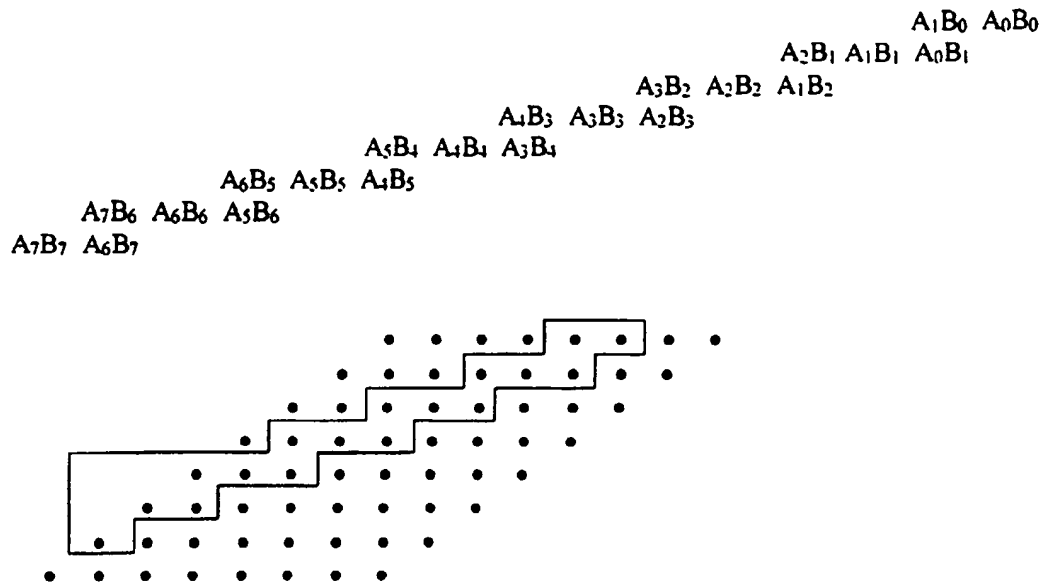 A₁B₀ A₀B₀
A₂B₁ A₁B₁ A₀B₁
A₃B₂ A₂B₂ A₁B₂
A₄B₃ A₃B₃ A₂B₃
A₅B₄ A₄B₄ A₃B₄
A₆B₅ A₅B₅ A₄B₅
A₇B₆ A₆B₆ A₅B₆
A₇B₇ A₆B₇